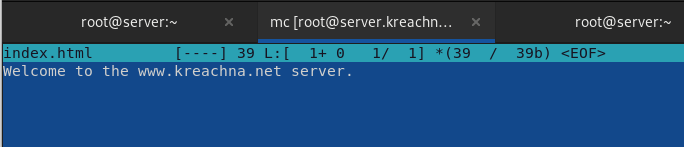 root@server:~ × mc [root@server.kreachn... × root@server:~
index.html [----] 39 L:[ 1+ 0 1/ 1] *(39 / 39b) <EOF>
Welcome to the www.kreachna.net server.